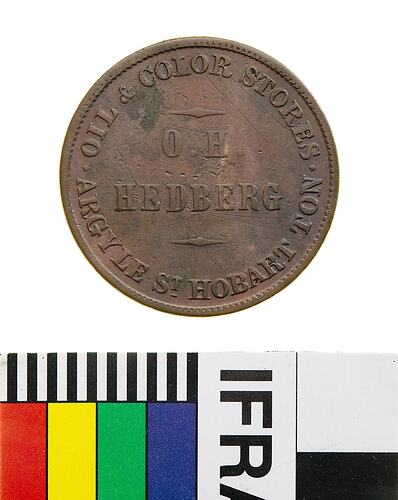 · OIL & COLOR STORES ·
O. H.
HEDBERG
ARGYLE ST HOBART TON
IFRA